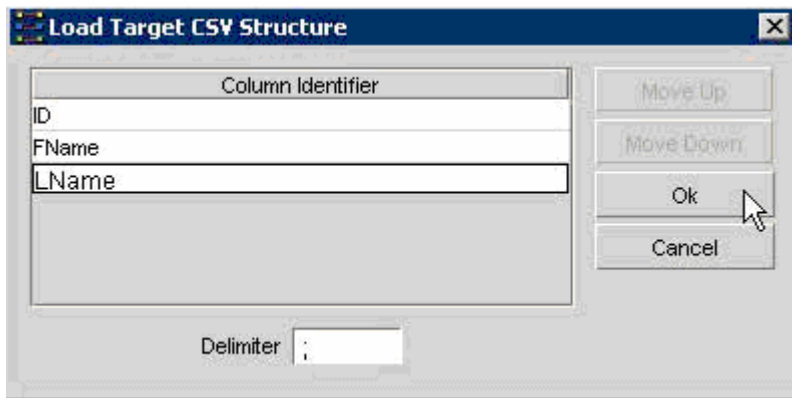 Load Target CSV Structure
Column Identifier
ID
FName
LName
Move Up
Move Down
Ok
Cancel
Delimiter ;